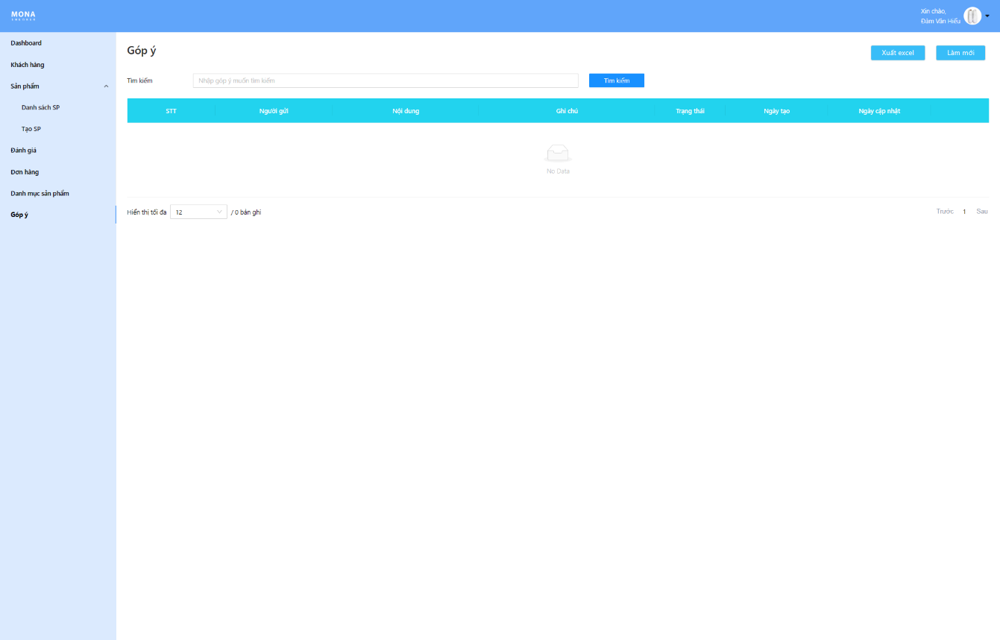 MONA
Xin chào,
Đàm Văn Hiếu
Dashboard
Khách hàng
Sản phẩm
Danh sách SP
Tạo SP
Đánh giá
Đơn hàng
Danh mục sản phẩm
Góp ý
Góp ý
Xuất excel
Làm mới
Tìm kiếm
Nhập góp ý muốn tìm kiếm
Tìm kiếm
STT
Người gửi
Nội dung
Ghi chú
Trạng thái
Ngày tạo
Ngày cập nhật
No Data
Hiển thị tối đa 12 / 0 bản ghi
Trước 1 Sau